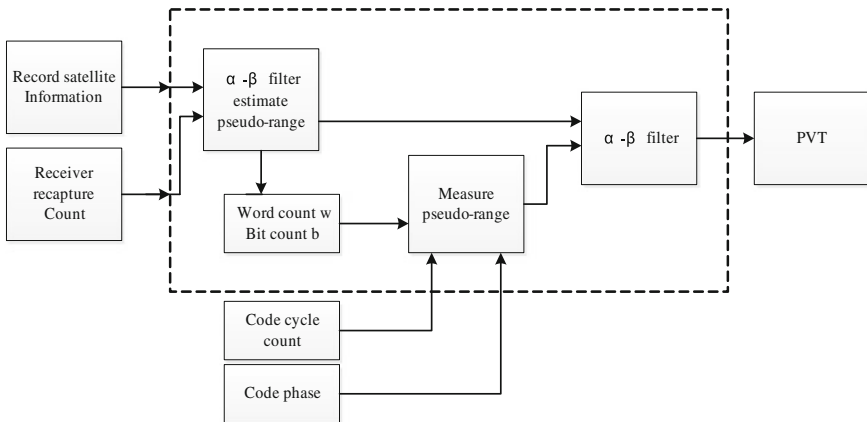 Record satellite
Information
Receiver
recapture
Count
α -β filter
estimate
pseudo-range
Word count w
Bit count b
Measure
pseudo-range
α -β filter
PVT
Code cycle
count
Code phase